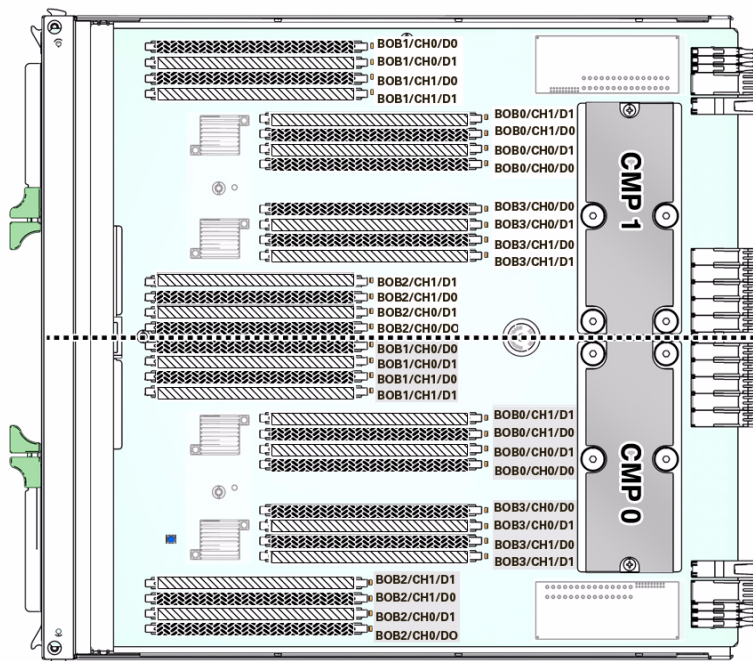 BOB1/CH0/D0
BOB1/CH0/D1
BOB1/CH1/D0
BOB1/CH1/D1
BOB0/CH1/D1
BOB0/CH1/D0
BOB0/CH0/D1
BOB0/CH0/D0
CMP 1
BOB3/CH0/D0
BOB3/CH0/D1
BOB3/CH1/D0
BOB3/CH1/D1
BOB2/CH1/D1
BOB2/CH1/D0
BOB2/CH0/D1
BOB2/CH0/DO
BOB1/CH0/D0
BOB1/CH0/D1
BOB1/CH1/D0
BOB1/CH1/D1
BOB0/CH1/D1
BOB0/CH1/D0
BOB0/CH0/D1
BOB0/CH0/D0
CMP 0
BOB3/CH0/D0
BOB3/CH0/D1
BOB3/CH1/D0
BOB3/CH1/D1
BOB2/CH1/D1
BOB2/CH1/D0
BOB2/CH0/D1
BOB2/CH0/DO